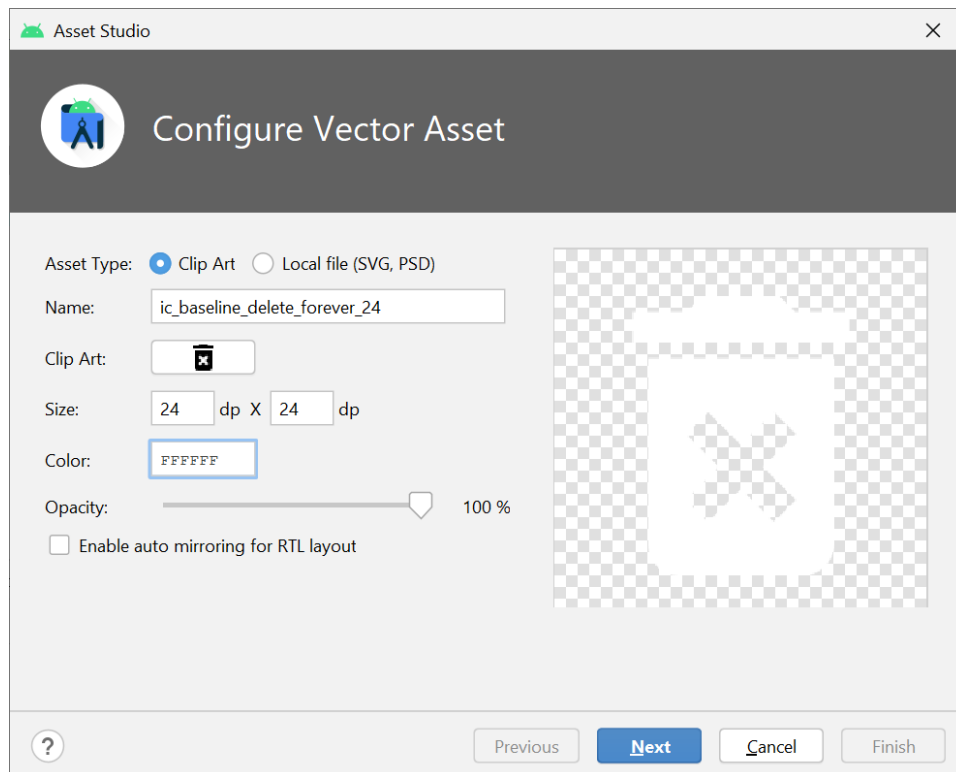 Asset Studio
Configure Vector Asset
Asset Type: Clip Art Local file (SVG, PSD)
Name: ic_baseline_delete_forever_24
Clip Art:
Size: 24 dp X 24 dp
Color: FFFFFF
Opacity: 100 %
Enable auto mirroring for RTL layout
? Previous Next Cancel Finish